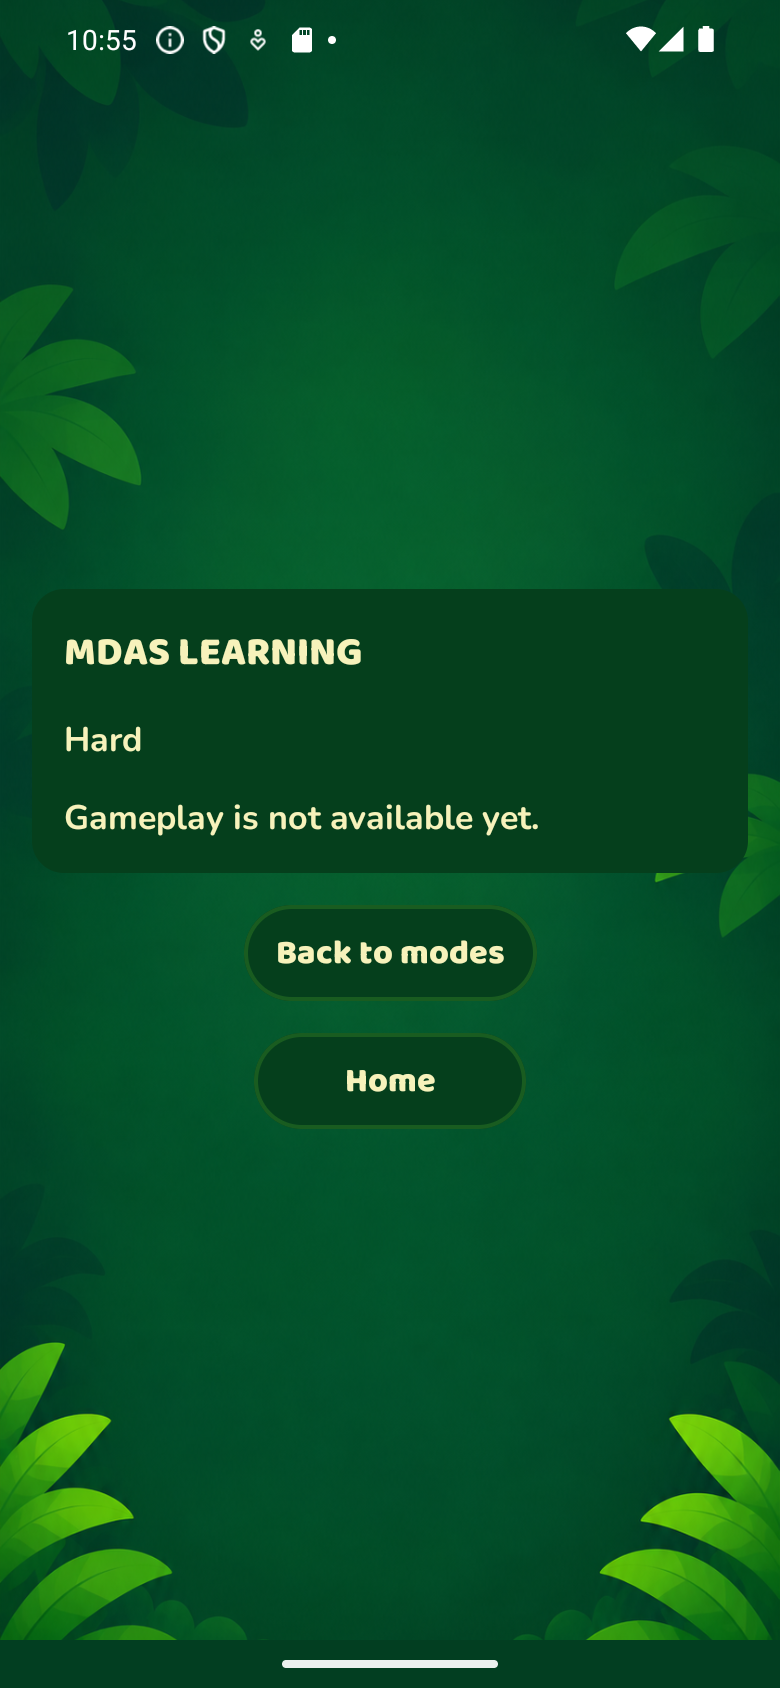 10:55
MDAS LEARNING
Hard
Gameplay is not available yet.
Back to modes
Home